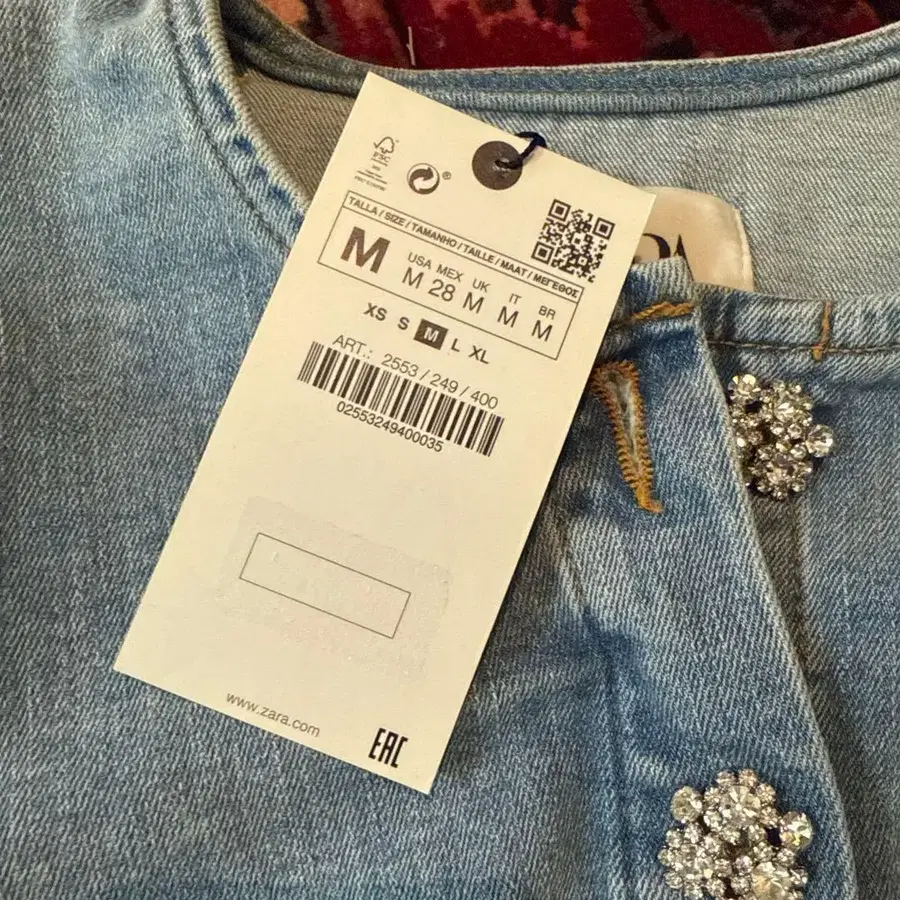 FSC
®
TALLA / SIZE / TAMANHO / TAILLE / MAAT / ΜΕΓΕΘΟΣ
M
USA MEX UK IT BR
M 28 M M M
XS S M L XL
ART.: 2553 / 249 / 400
02553249400035
www.zara.com
EAC